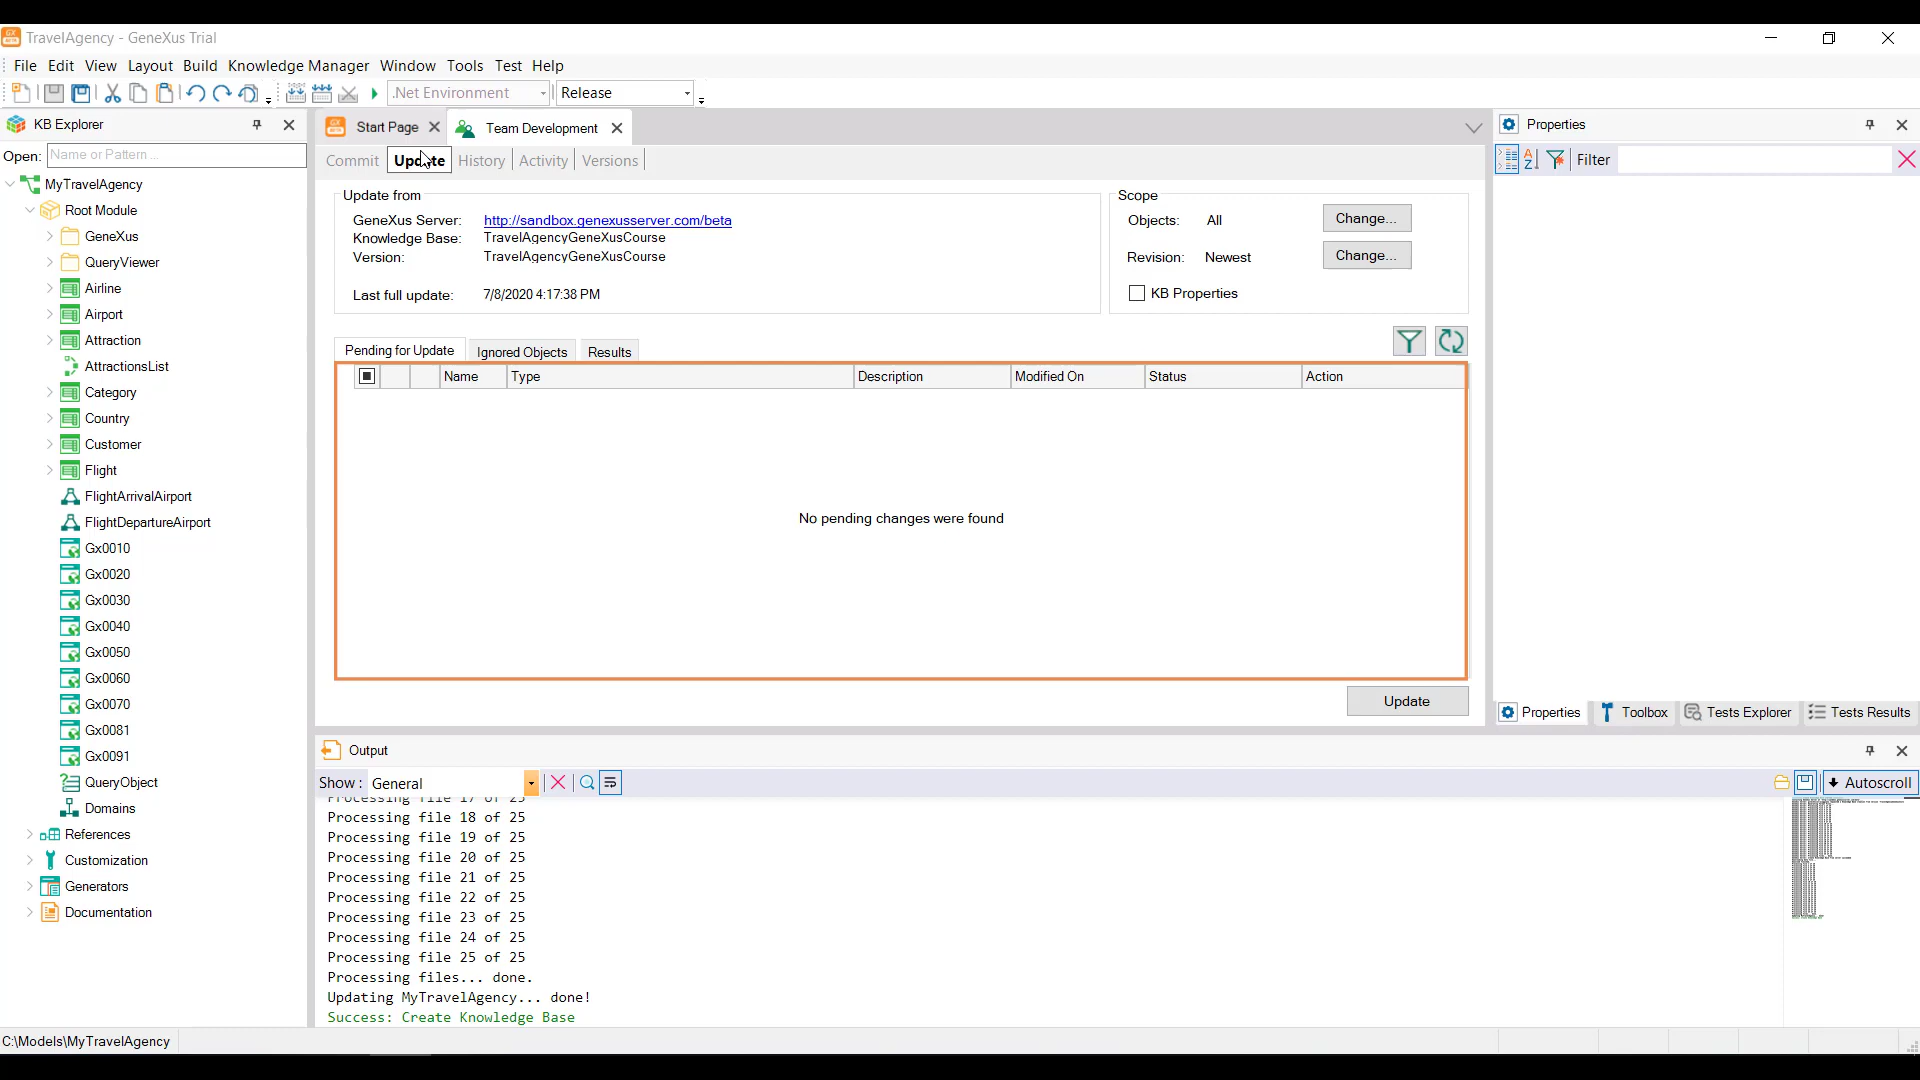 TravelAgency - GeneXus Trial
File Edit View Layout Build Knowledge Manager Window Tools Test Help
.Net Environment Release
KB Explorer
Open: Name or Pattern ...
MyTravelAgency
Root Module
GeneXus
QueryViewer
Airline
Airport
Attraction
AttractionsList
Category
Country
Customer
Flight
FlightArrivalAirport
FlightDepartureAirport
Gx0010
Gx0020
Gx0030
Gx0040
Gx0050
Gx0060
Gx0070
Gx0081
Gx0091
QueryObject
Domains
References
Customization
Generators
Documentation
Start Page Team Development
Commit Update History Activity Versions
Update from
GeneXus Server: http://sandbox.genexusserver.com/beta
Knowledge Base: TravelAgencyGeneXusCourse
Version: TravelAgencyGeneXusCourse
Last full update: 7/8/2020 4:17:38 PM
Scope
Objects: All Change...
Revision: Newest Change...
KB Properties
Pending for Update Ignored Objects Results
Name Type Description Modified On Status Action
No pending changes were found
Update
Properties
Filter
Properties Toolbox Tests Explorer Tests Results
Output
Show : General Autoscroll
Processing file 17 of 25
Processing file 18 of 25
Processing file 19 of 25
Processing file 20 of 25
Processing file 21 of 25
Processing file 22 of 25
Processing file 23 of 25
Processing file 24 of 25
Processing file 25 of 25
Processing files... done.
Updating MyTravelAgency... done!
Success: Create Knowledge Base
C:\Models\MyTravelAgency